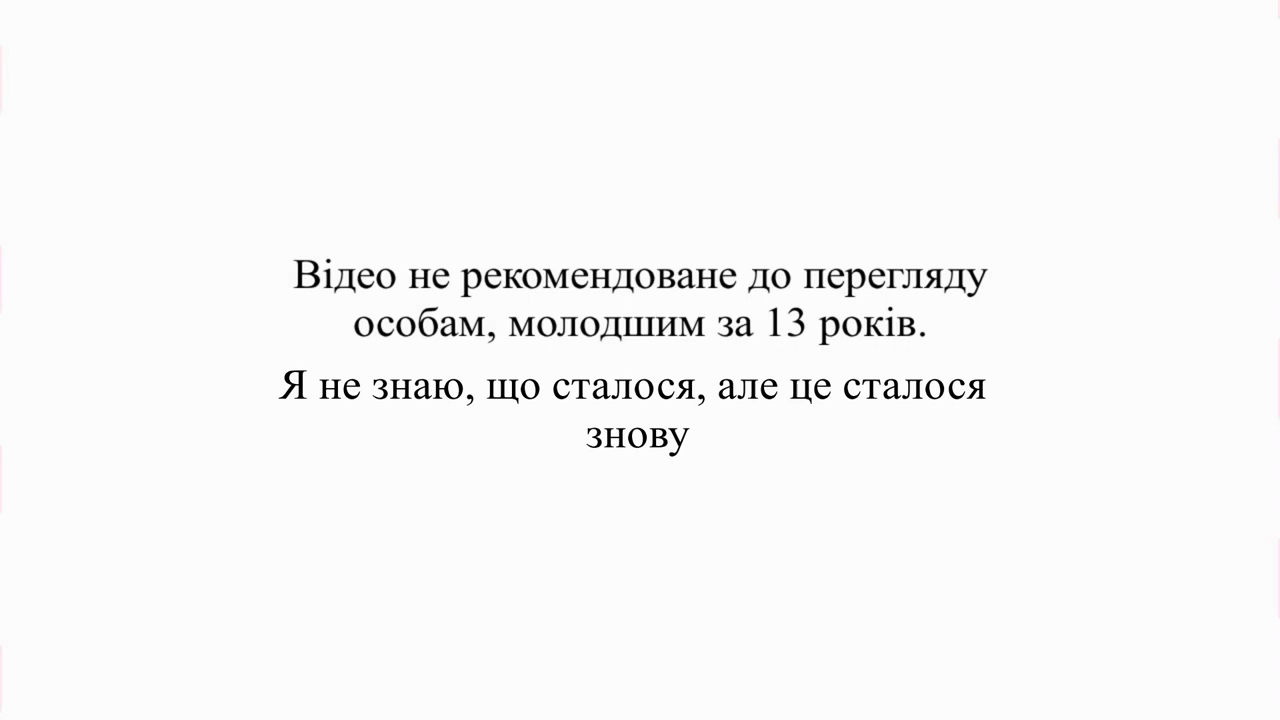 Відео не рекомендоване до перегляду
особам, молодшим за 13 років.
Я не знаю, що сталося, але це сталося
знову